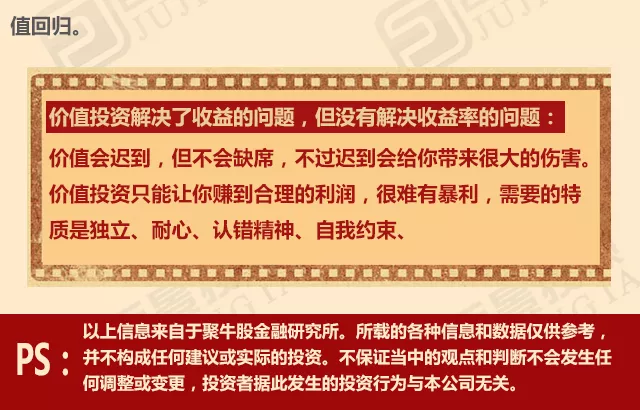 值回归。
价值投资解决了收益的问题，但没有解决收益率的问题：
价值会迟到，但不会缺席，不过迟到会给你带来很大的伤害。
价值投资只能让你赚到合理的利润，很难有暴利，需要的特
质是独立、耐心、认错精神、自我约束、
PS：
以上信息来自于聚牛股金融研究所。所载的各种信息和数据仅供参考，
并不构成任何建议或实际的投资。不保证当中的观点和判断不会发生任
何调整或变更，投资者据此发生的投资行为与本公司无关。